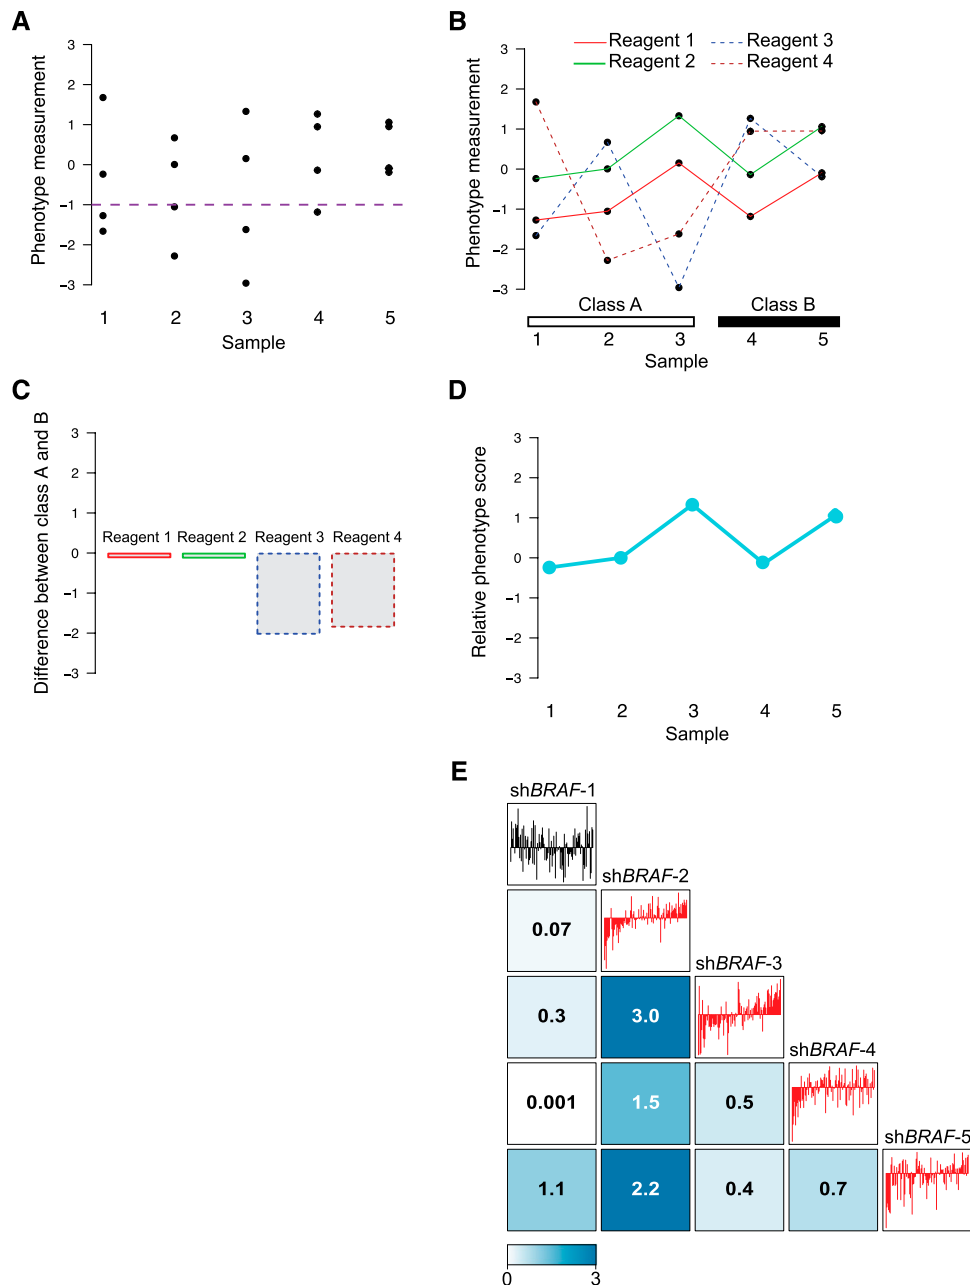 A
Phenotype measurement
3
2
1
0
−1
−2
−3
1 2 3 4 5
Sample
B
Reagent 1
Reagent 2
Reagent 3
Reagent 4
Phenotype measurement
3
2
1
0
−1
−2
−3
Class A
Class B
1 2 3 4 5
Sample
C
Difference between class A and B
3
2
1
0
−1
−2
−3
Reagent 1 Reagent 2 Reagent 3 Reagent 4
D
Relative phenotype score
3
2
1
0
−1
−2
−3
1 2 3 4 5
Sample
E
shBRAF-1
shBRAF-2
0.07
shBRAF-3
0.3 3.0
shBRAF-4
0.001 1.5 0.5
shBRAF-5
1.1 2.2 0.4 0.7
0 3